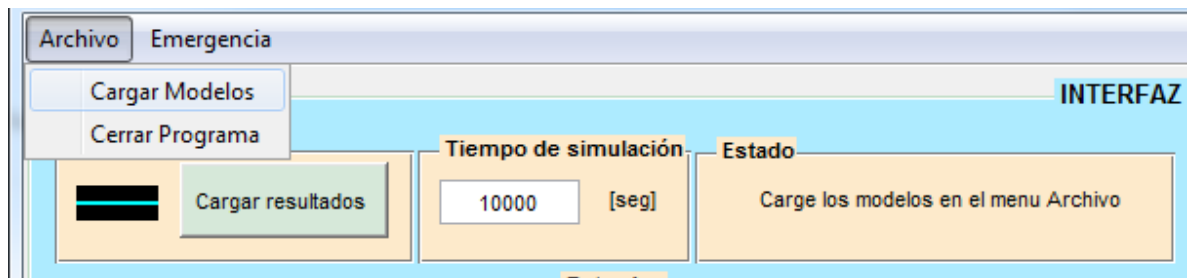 Archivo Emergencia
Cargar Modelos
INTERFAZ
Cerrar Programa
Tiempo de simulación Estado
Cargar resultados 10000 [seg] Carge los modelos en el menu Archivo